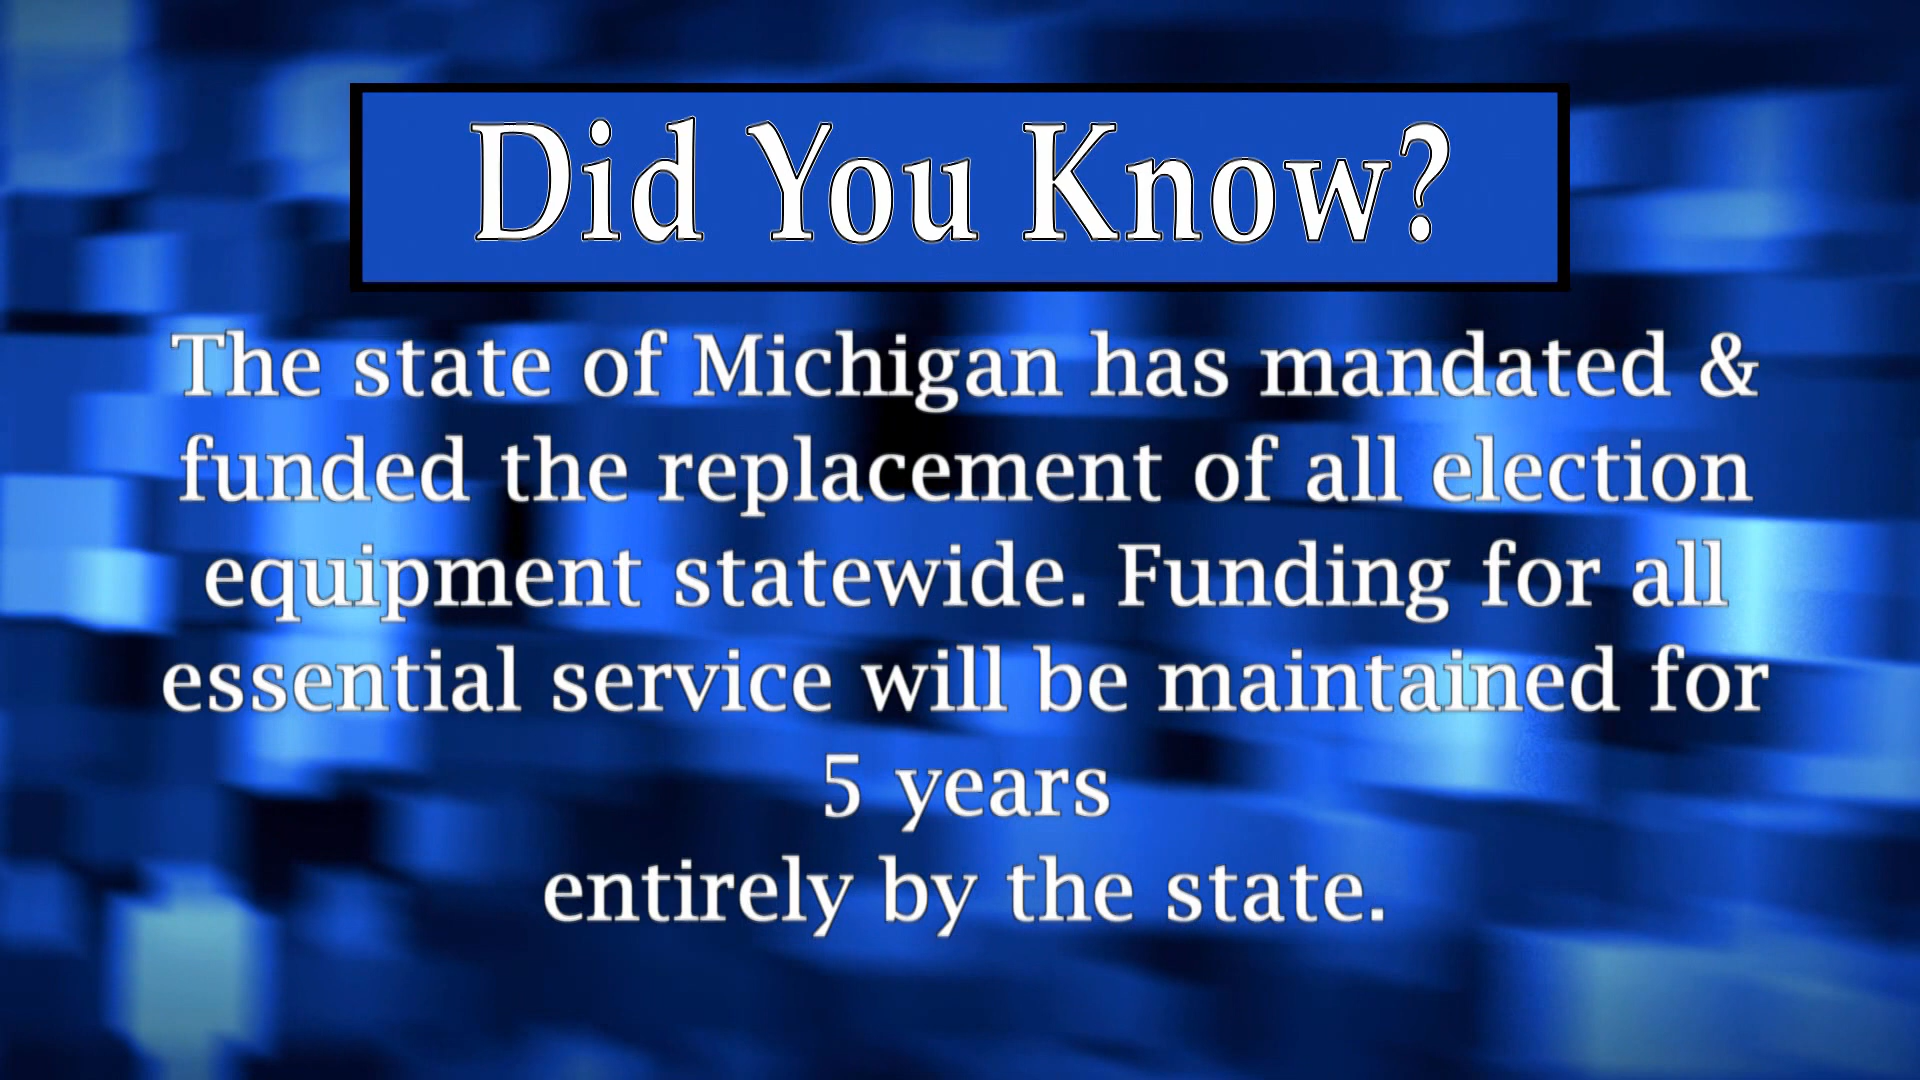 Did You Know?
The state of Michigan has mandated &
funded the replacement of all election
equipment statewide. Funding for all
essential service will be maintained for
5 years
entirely by the state.